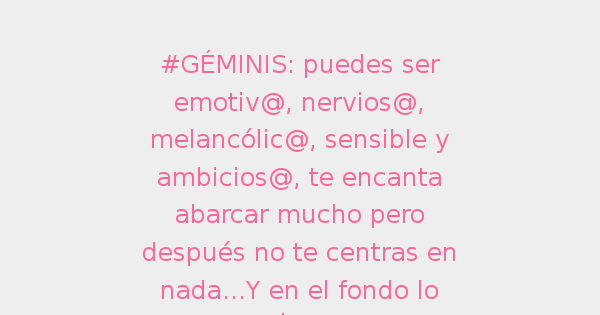 #GÉMINIS: puedes ser
emotiv@, nervios@,
melancólic@, sensible y
ambicios@, te encanta
abarcar mucho pero
después no te centras en
nada...Y en el fondo lo